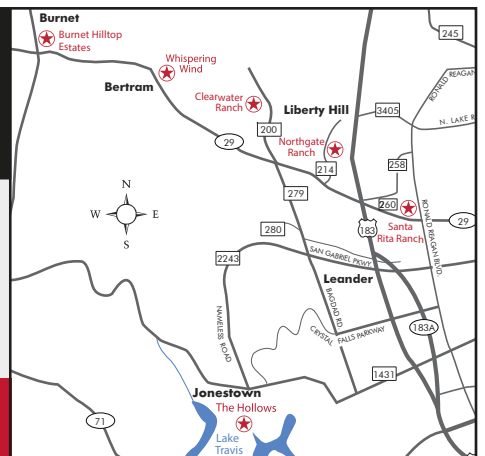 Burnet
Burnet Hilltop
Estates
245
Whispering
Wind
RONALD REAGAN
Bertram
Clearwater
Ranch
Liberty Hill
3405
N. LAKE R
200
29
Northgate
Ranch
258
214
279
260
N
W
E
S
Santa
Rita Ranch
29
183
280
RONALD REAGAN BLVD.
SAN GABRIEL PKWY.
2243
Leander
BAGDAD RD.
NAMELESS ROAD
CRYSTAL FALLS PARKWAY
183A
1431
Jonestown
The Hollows
71
Lake
Travis